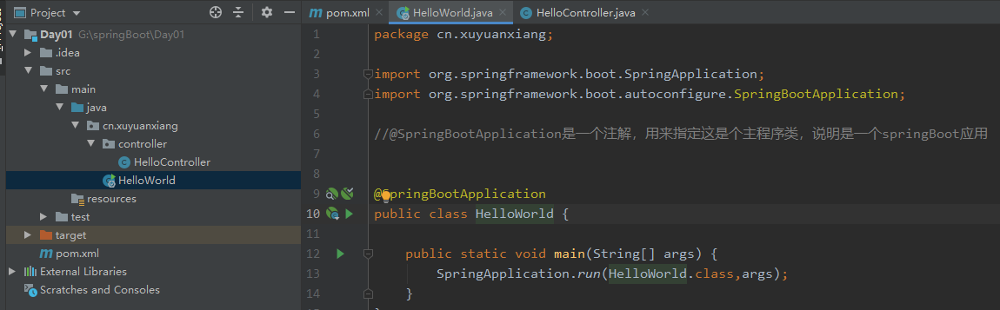 Project
Day01 G:\springBoot\Day01
.idea
src
main
java
cn.xuyuanxiang
controller
HelloController
HelloWorld
resources
test
target
pom.xml
External Libraries
Scratches and Consoles
pom.xml HelloWorld.java HelloController.java
1 package cn.xuyuanxiang;
2
3 import org.springframework.boot.SpringApplication;
4 import org.springframework.boot.autoconfigure.SpringBootApplication;
5
6 //@SpringBootApplication是一个注解，用来指定这是个主程序类，说明是一个springBoot应用
7
8
9 @SpringBootApplication
10 public class HelloWorld {
11
12 public static void main(String[] args) {
13 SpringApplication.run(HelloWorld.class,args);
14 }